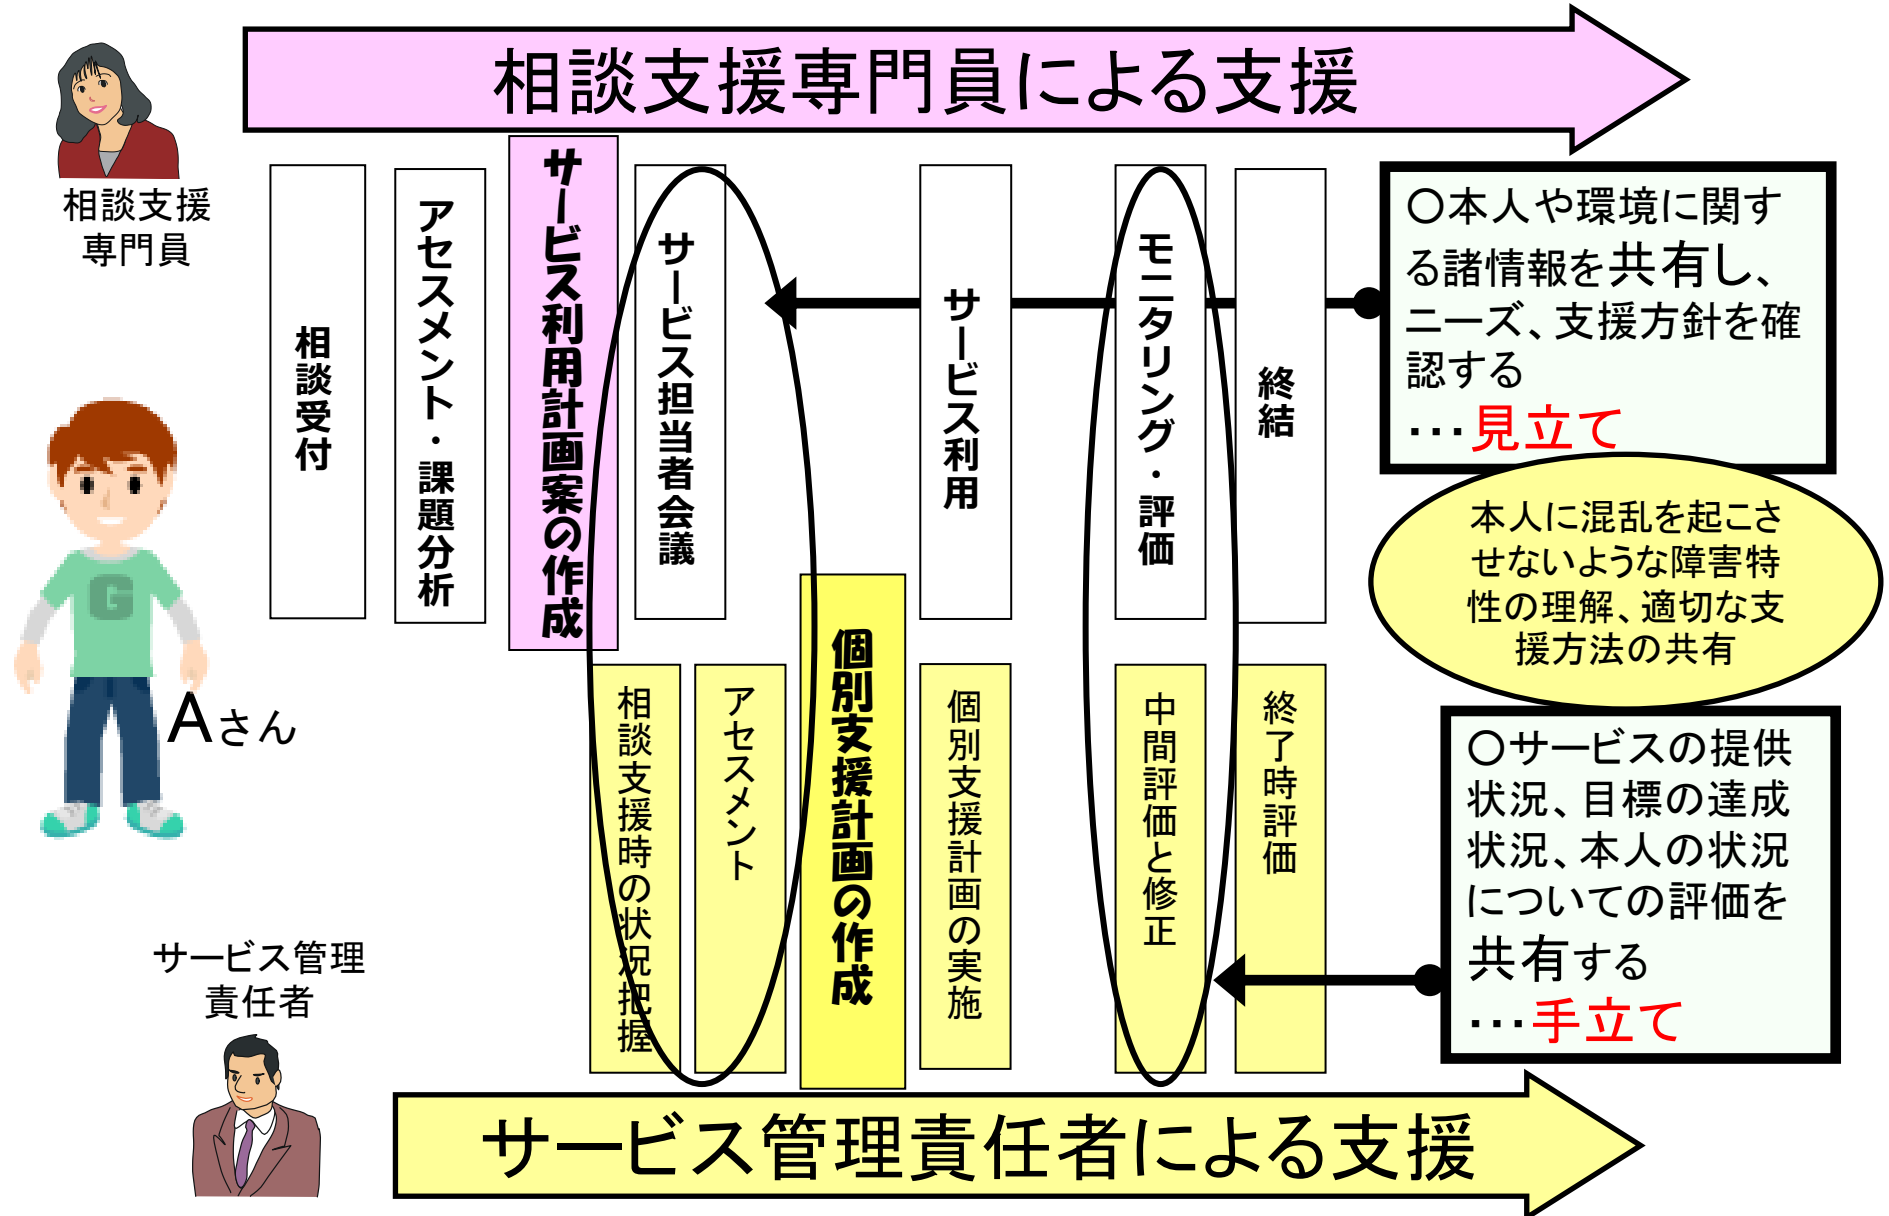 相談支援専門員による支援
相談支援
専門員
相談受付
アセスメント・課題分析
サービス利用計画案の作成
サービス担当者会議
サービス利用
モニタリング・評価
終結
〇本人や環境に関す
る諸情報を共有し、
ニーズ、支援方針を確
認する
・・・見立て
本人に混乱を起こさ
せないような障害特
性の理解、適切な支
援方法の共有
G
Aさん
相談支援時の状況把握
アセスメント
個別支援計画の作成
個別支援計画の実施
中間評価と修正
終了時評価
〇サービスの提供
状況、目標の達成
状況、本人の状況
についての評価を
共有する
・・・手立て
サービス管理
責任者
サービス管理責任者による支援